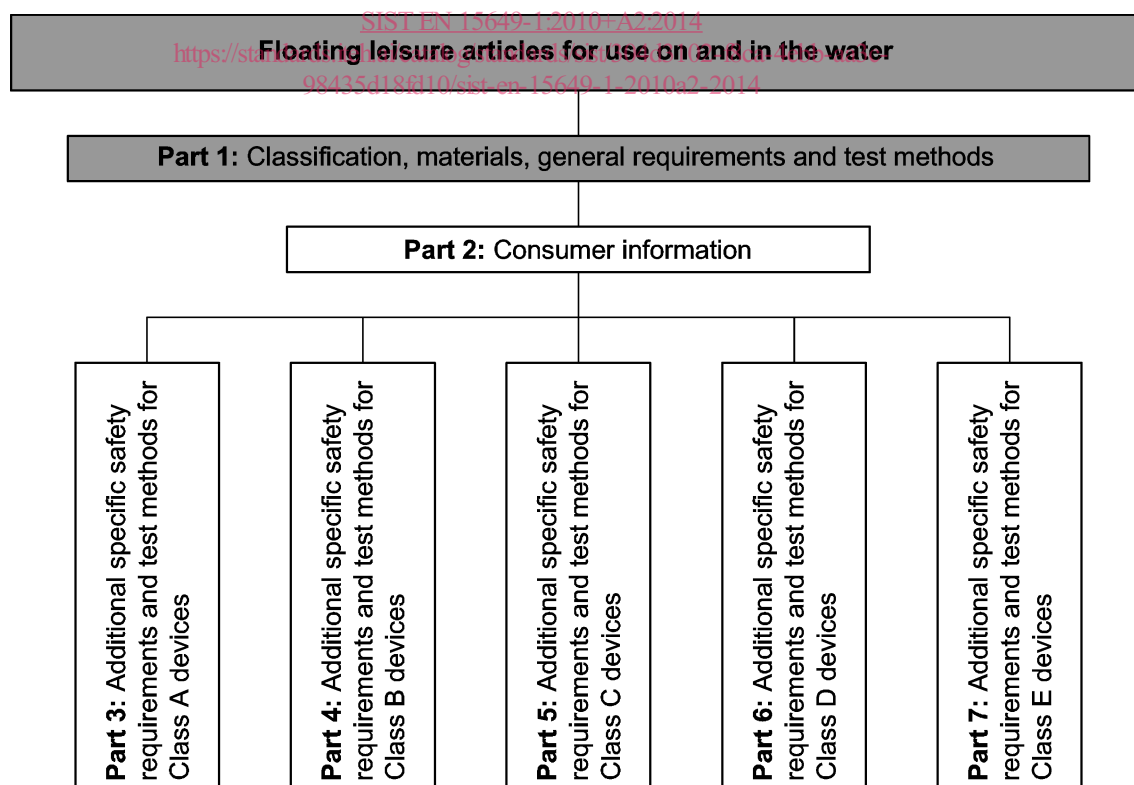 SIST EN 15649-1:2010+A2:2014
Floating leisure articles for use on and in the water
98435d18fd10/sist-en-15649-1-2010a2-2014
Part 1: Classification, materials, general requirements and test methods
Part 2: Consumer information
Part 3: Additional specific safety
requirements and test methods for
Class A devices
Part 4: Additional specific safety
requirements and test methods for
Class B devices
Part 5: Additional specific safety
requirements and test methods for
Class C devices
Part 6: Additional specific safety
requirements and test methods for
Class D devices
Part 7: Additional specific safety
requirements and test methods for
Class E devices